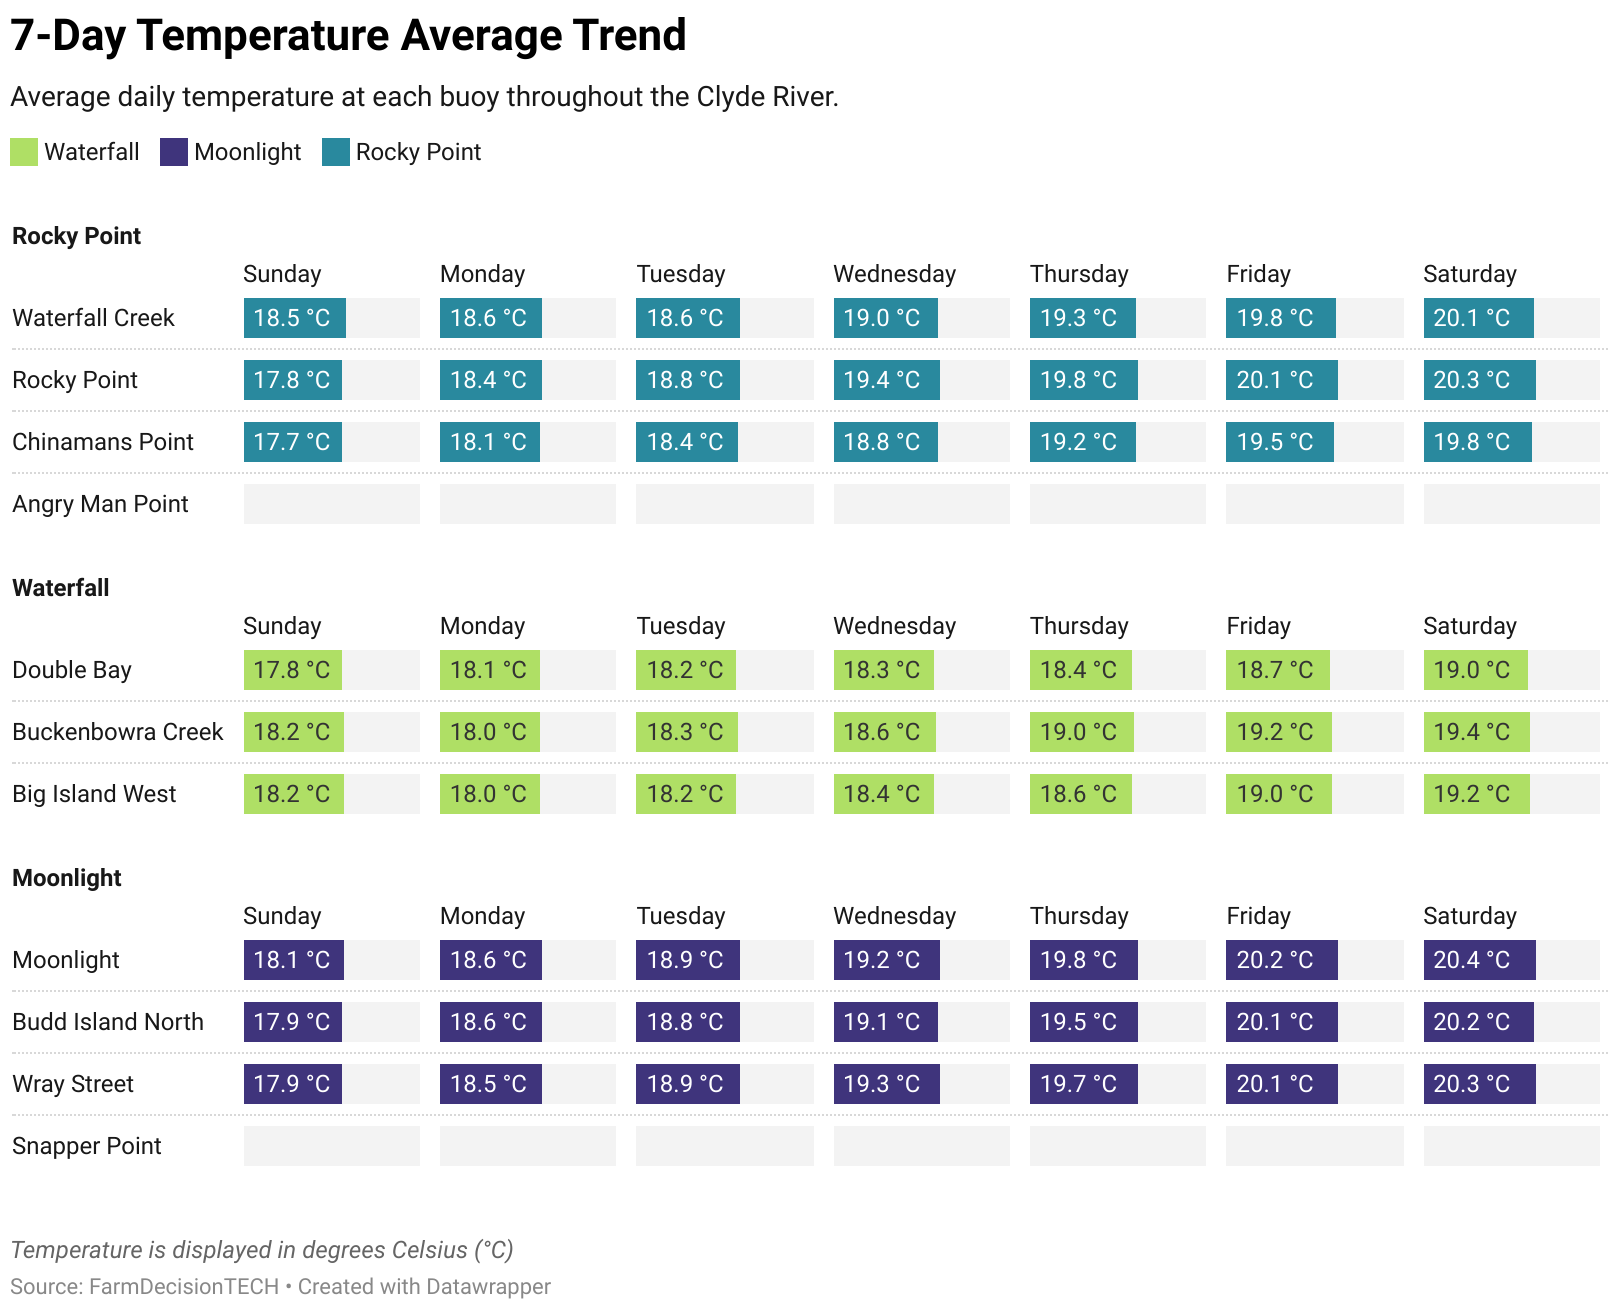 7-Day Temperature Average Trend
Average daily temperature at each buoy throughout the Clyde River.
Waterfall Moonlight Rocky Point
Rocky Point
Sunday Monday Tuesday Wednesday Thursday Friday Saturday
Waterfall Creek 18.5 °C 18.6 °C 18.6 °C 19.0 °C 19.3 °C 19.8 °C 20.1 °C
Rocky Point 17.8 °C 18.4 °C 18.8 °C 19.4 °C 19.8 °C 20.1 °C 20.3 °C
Chinamans Point 17.7 °C 18.1 °C 18.4 °C 18.8 °C 19.2 °C 19.5 °C 19.8 °C
Angry Man Point
Waterfall
Sunday Monday Tuesday Wednesday Thursday Friday Saturday
Double Bay 17.8 °C 18.1 °C 18.2 °C 18.3 °C 18.4 °C 18.7 °C 19.0 °C
Buckenbowra Creek 18.2 °C 18.0 °C 18.3 °C 18.6 °C 19.0 °C 19.2 °C 19.4 °C
Big Island West 18.2 °C 18.0 °C 18.2 °C 18.4 °C 18.6 °C 19.0 °C 19.2 °C
Moonlight
Sunday Monday Tuesday Wednesday Thursday Friday Saturday
Moonlight 18.1 °C 18.6 °C 18.9 °C 19.2 °C 19.8 °C 20.2 °C 20.4 °C
Budd Island North 17.9 °C 18.6 °C 18.8 °C 19.1 °C 19.5 °C 20.1 °C 20.2 °C
Wray Street 17.9 °C 18.5 °C 18.9 °C 19.3 °C 19.7 °C 20.1 °C 20.3 °C
Snapper Point
Temperature is displayed in degrees Celsius (°C)
Source: FarmDecisionTECH • Created with Datawrapper